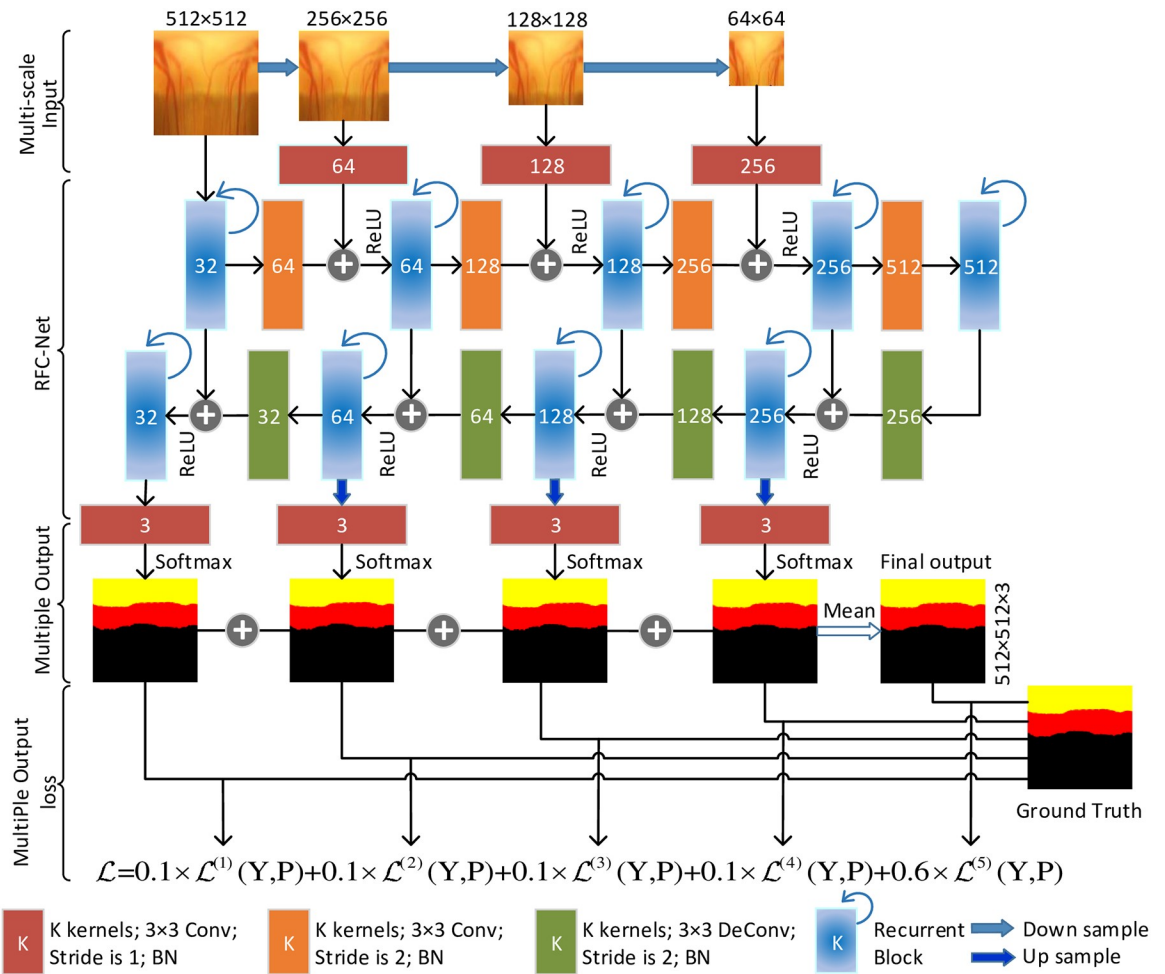 512×512
256×256
128×128
64×64
Multi-scale
Input
64
128
256
RFC-Net
32
64
ReLU
64
128
ReLU
128
256
ReLU
256
512
512
32
ReLU
32
64
ReLU
64
128
ReLU
128
256
ReLU
256
3
3
3
3
Multiple Output
Softmax
Softmax
Softmax
Softmax
Final output
Mean
512×512×3
MultiPle Output
loss
Ground Truth
ℒ=0.1×ℒ⁽¹⁾(Y,P)+0.1×ℒ⁽²⁾(Y,P)+0.1×ℒ⁽³⁾(Y,P)+0.1×ℒ⁽⁴⁾(Y,P)+0.6×ℒ⁽⁵⁾(Y,P)
K
K kernels; 3×3 Conv;
Stride is 1; BN
K
K kernels; 3×3 Conv;
Stride is 2; BN
K
K kernels; 3×3 DeConv;
Stride is 2; BN
K
Recurrent
Block
Down sample
Up sample